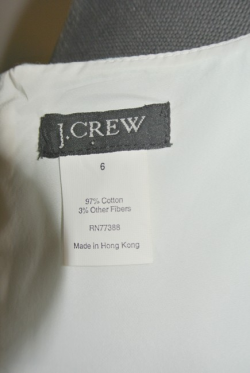 J.CREW
6
97% Cotton
3% Other Fibers
RN77388
Made in Hong Kong